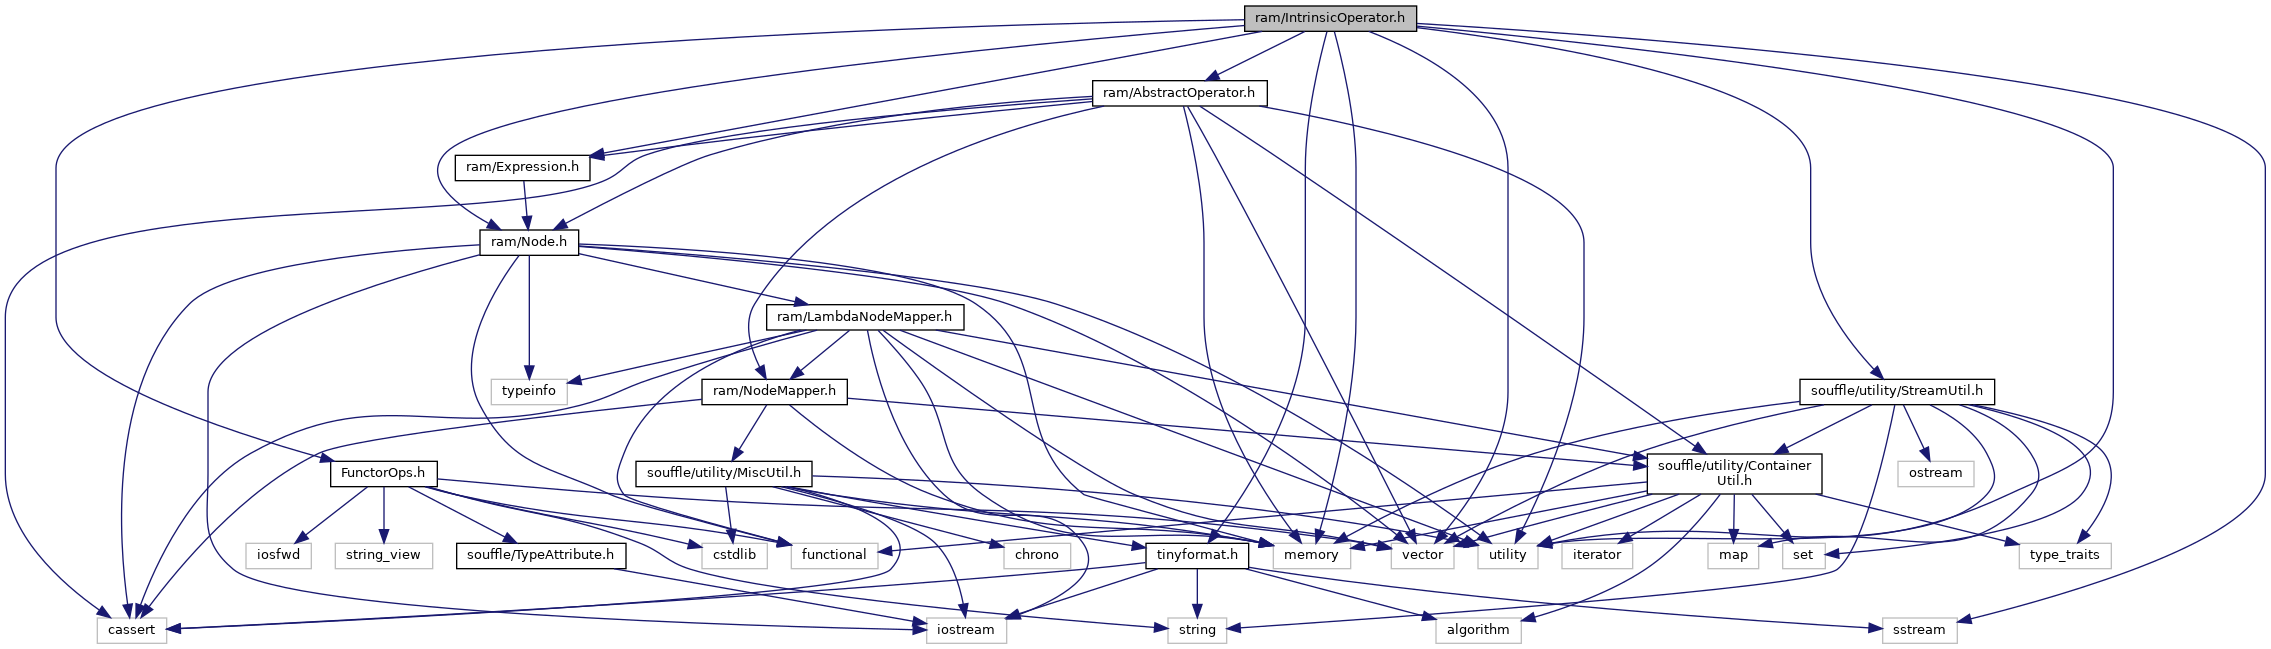 ram/IntrinsicOperator.h
ram/AbstractOperator.h
ram/Expression.h
ram/Node.h
ram/LambdaNodeMapper.h
typeinfo
ram/NodeMapper.h
souffle/utility/StreamUtil.h
FunctorOps.h
souffle/utility/MiscUtil.h
souffle/utility/Container
Util.h
ostream
iosfwd
string_view
souffle/TypeAttribute.h
cstdlib
functional
chrono
tinyformat.h
memory
vector
utility
iterator
map
set
type_traits
cassert
iostream
string
algorithm
sstream